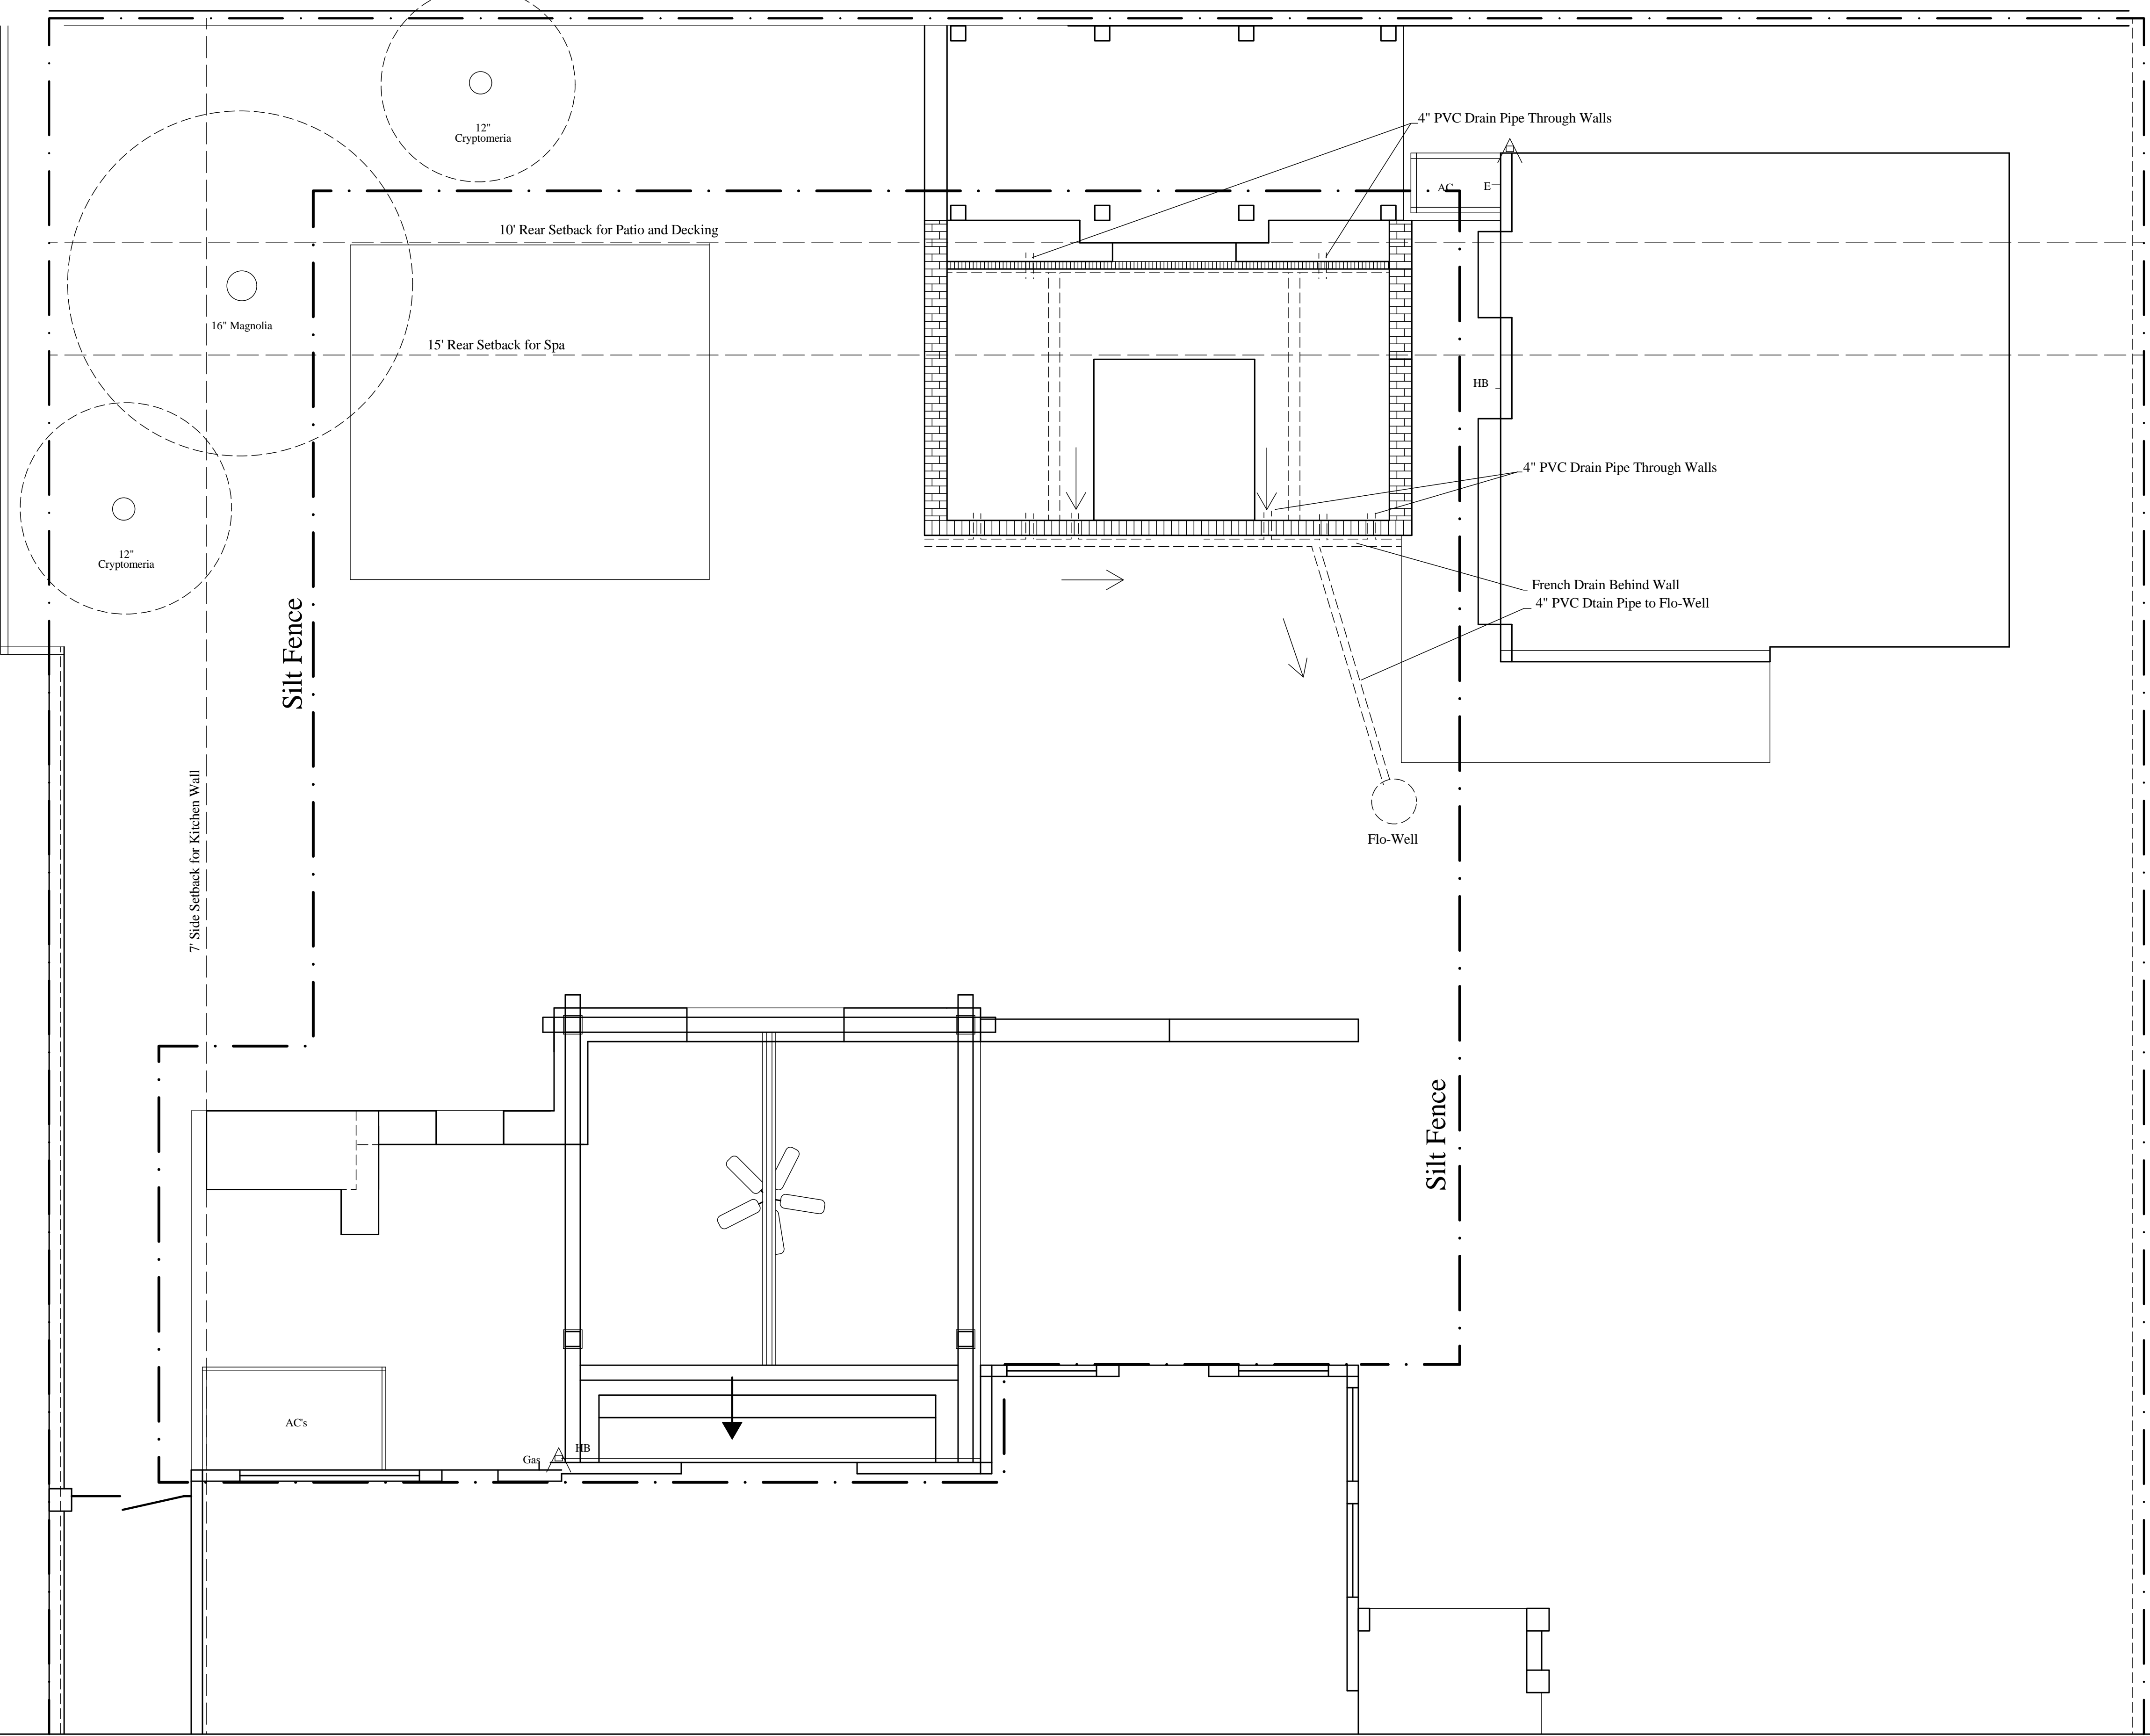 12"
Cryptomeria
4" PVC Drain Pipe Through Walls
AC
E
10' Rear Setback for Patio and Decking
16" Magnolia
15' Rear Setback for Spa
HB
4" PVC Drain Pipe Through Walls
12"
Cryptomeria
French Drain Behind Wall
4" PVC Dtain Pipe to Flo-Well
Silt Fence
7' Side Setback for Kitchen Wall
Flo-Well
Silt Fence
AC's
Gas
HB